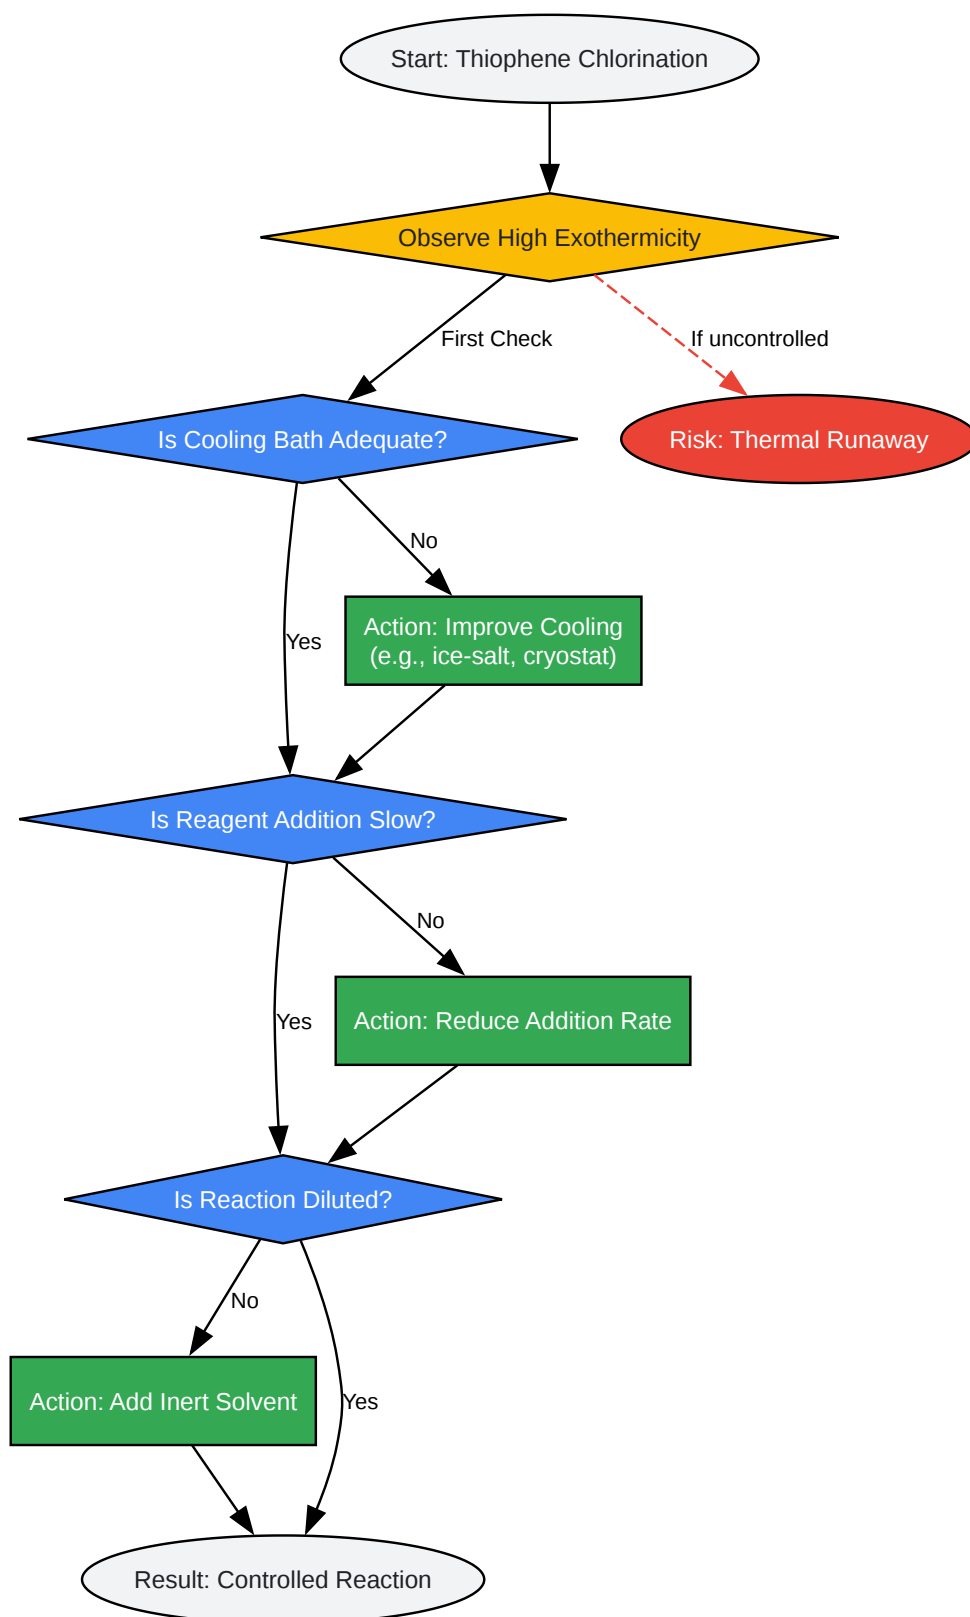 Start: Thiophene Chlorination
Observe High Exothermicity
First Check
If uncontrolled
Is Cooling Bath Adequate?
Risk: Thermal Runaway
No
Action: Improve Cooling
(e.g., ice-salt, cryostat)
Yes
Is Reagent Addition Slow?
No
Yes
Action: Reduce Addition Rate
Is Reaction Diluted?
No
Action: Add Inert Solvent
Yes
Result: Controlled Reaction